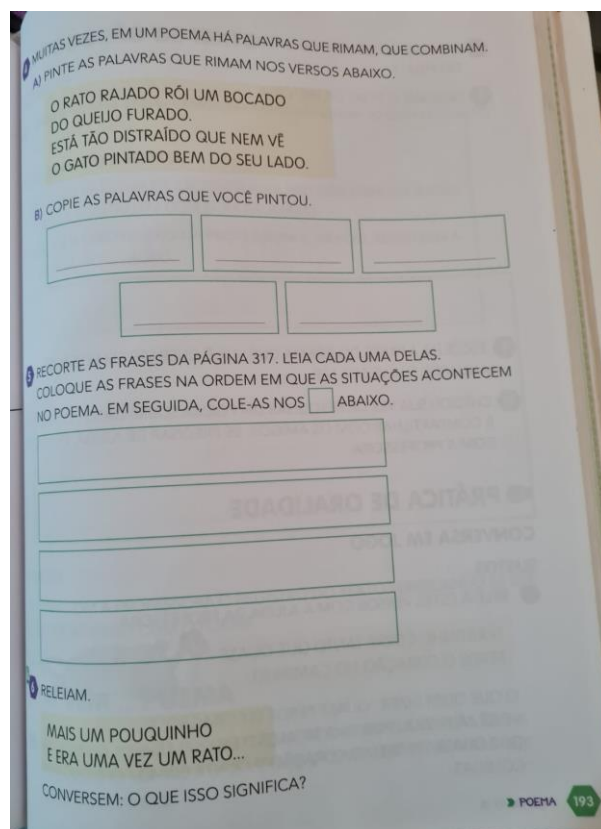 4 MUITAS VEZES, EM UM POEMA HÁ PALAVRAS QUE RIMAM, QUE COMBINAM.
A) PINTE AS PALAVRAS QUE RIMAM NOS VERSOS ABAIXO.
O RATO RAJADO RÓI UM BOCADO
DO QUEIJO FURADO.
ESTÁ TÃO DISTRAÍDO QUE NEM VÊ
O GATO PINTADO BEM DO SEU LADO.
B) COPIE AS PALAVRAS QUE VOCÊ PINTOU.
5 RECORTE AS FRASES DA PÁGINA 317. LEIA CADA UMA DELAS.
COLOQUE AS FRASES NA ORDEM EM QUE AS SITUAÇÕES ACONTECEM
NO POEMA. EM SEGUIDA, COLE-AS NOS ABAIXO.
6 RELEIAM.
MAIS UM POUQUINHO
E ERA UMA VEZ UM RATO...
CONVERSEM: O QUE ISSO SIGNIFICA?
POEMA 193